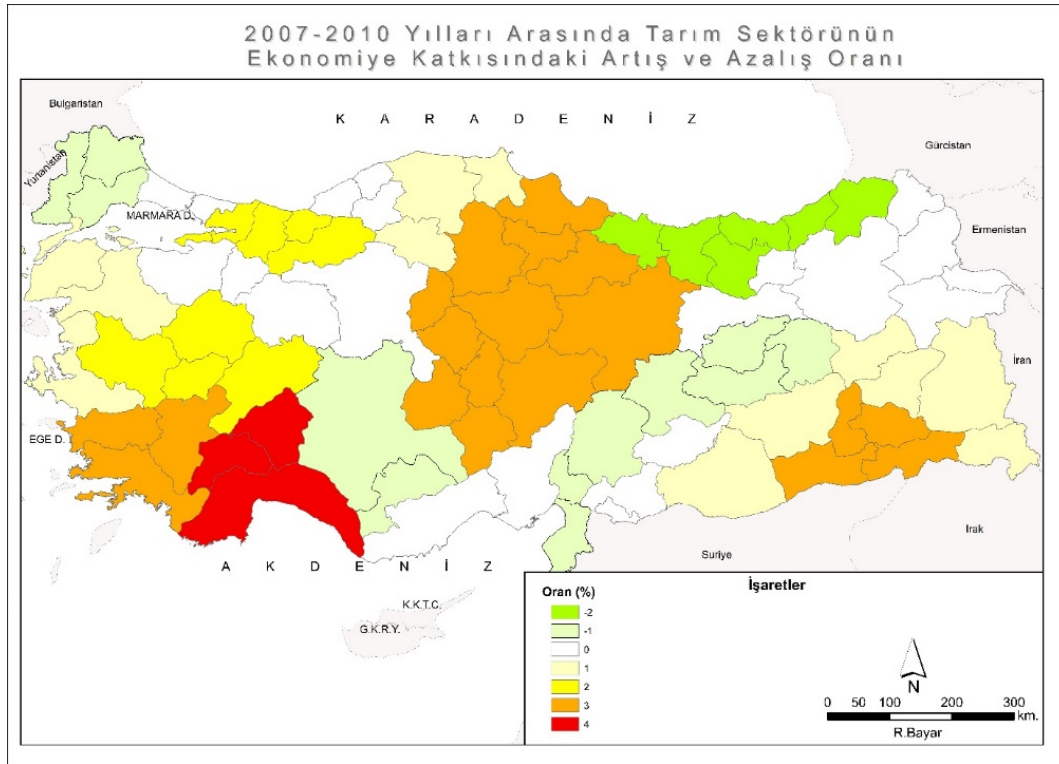 2007-2010 Yılları Arasında Tarım Sektörünün
Ekonomiye Katkısındaki Artış ve Azalış Oranı
Bulgaristan
K A R A D E N İ Z
Gürcistan
Yunanistan
MARMARA D.
Ermenistan
İran
EGE D.
Irak
Suriye
A K D E N İ Z
K.K.T.C.
G.K.R.Y.
İşaretler
Oran (%)
-2
-1
0
1
2
3
4
N
0 50 100 200 300
km.
R.Bayar